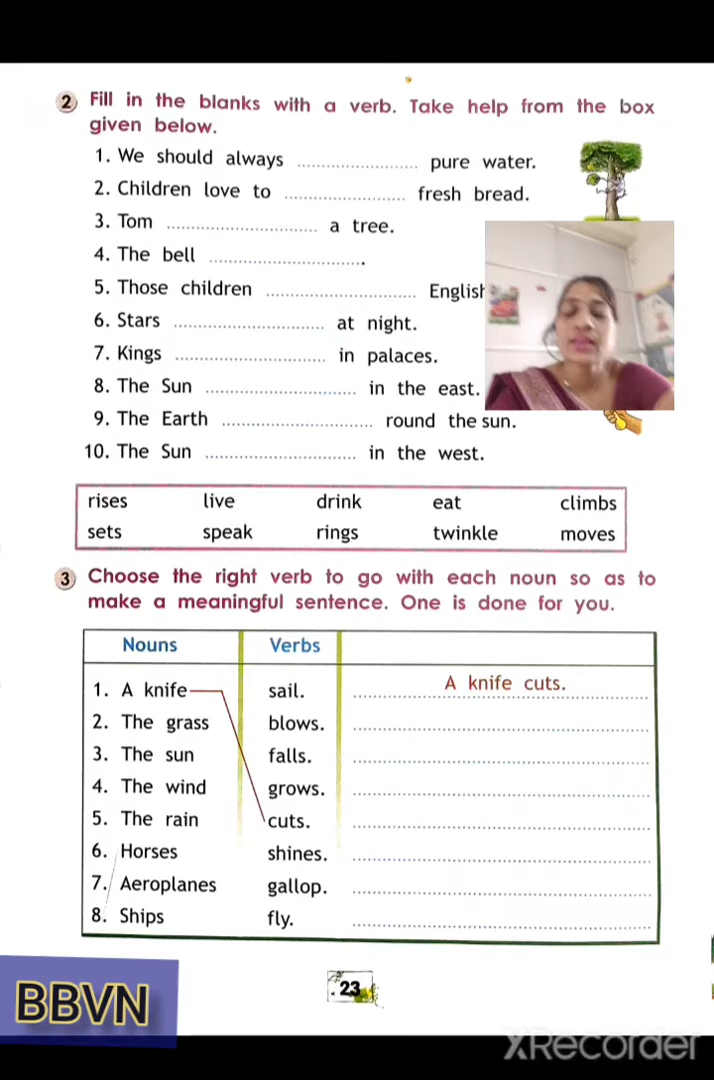 2 Fill in the blanks with a verb. Take help from the box
given below.
1. We should always ........................ pure water.
2. Children love to ........................ fresh bread.
3. Tom .............................. a tree.
4. The bell ...............................
5. Those children .............................. English
6. Stars .............................. at night.
7. Kings .............................. in palaces.
8. The Sun .............................. in the east.
9. The Earth .............................. round the sun.
10. The Sun .............................. in the west.
rises live drink eat climbs
sets speak rings twinkle moves
3 Choose the right verb to go with each noun so as to
make a meaningful sentence. One is done for you.
Nouns Verbs
1. A knife sail. A knife cuts.
2. The grass blows. ..............................
3. The sun falls. ..............................
4. The wind grows. ..............................
5. The rain cuts. ..............................
6. Horses shines. ..............................
7. Aeroplanes gallop. ..............................
8. Ships fly. ..............................
23
BBVN
XRecorder